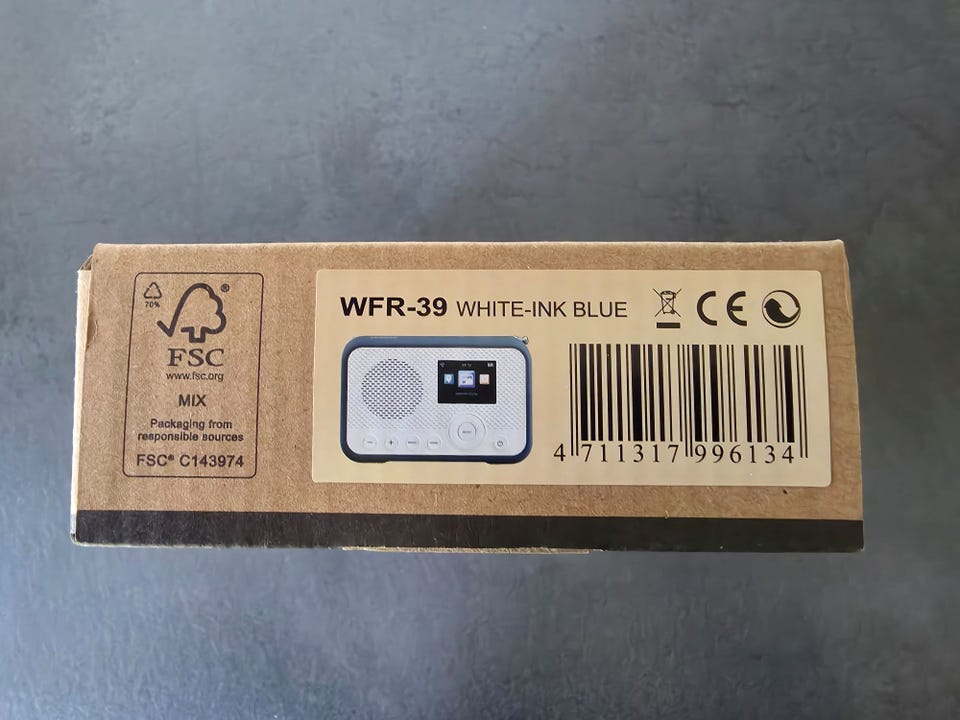 70%
®
FSC
www.fsc.org
MIX
Packaging from
responsible sources
FSC® C143974
WFR-39 WHITE-INK BLUE
CE
4 711317 996134